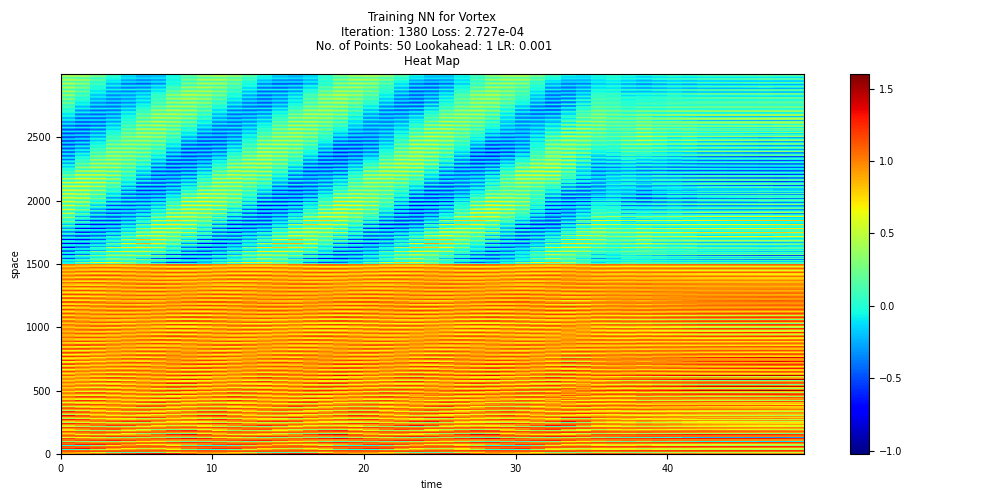 Training NN for Vortex
Iteration: 1380 Loss: 2.727e-04
No. of Points: 50 Lookahead: 1 LR: 0.001
Heat Map
space
2500
2000
1500
1000
500
0
0 10 20 30 40
time
1.5
1.0
0.5
0.0
−0.5
−1.0